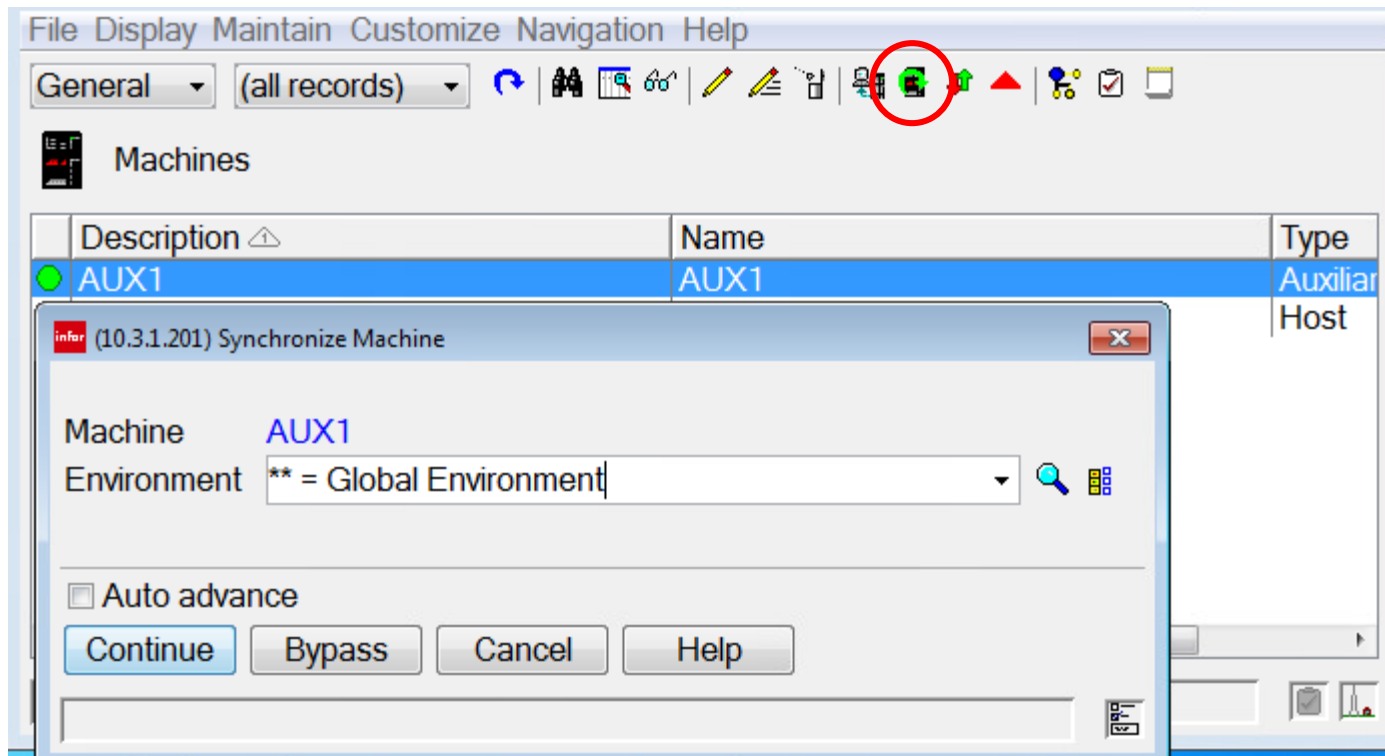 File Display Maintain Customize Navigation Help
General (all records)
Machines
Description 1 Name Type
AUX1 AUX1 Auxiliar
Host
infor (10.3.1.201) Synchronize Machine
Machine AUX1
Environment ** = Global Environment
Auto advance
Continue Bypass Cancel Help